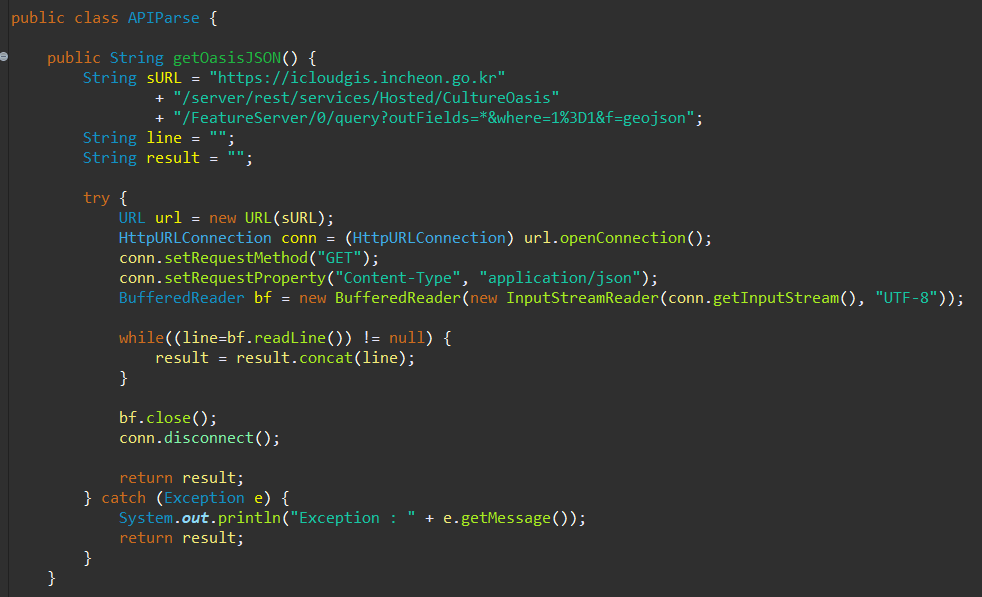 public class APIParse {
public String getOasisJSON() {
String sURL = "https://icloudgis.incheon.go.kr"
+ "/server/rest/services/Hosted/CultureOasis"
+ "/FeatureServer/0/query?outFields=*&where=1%3D1&f=geojson";
String line = "";
String result = "";
try {
URL url = new URL(sURL);
HttpURLConnection conn = (HttpURLConnection) url.openConnection();
conn.setRequestMethod("GET");
conn.setRequestProperty("Content-Type", "application/json");
BufferedReader bf = new BufferedReader(new InputStreamReader(conn.getInputStream(), "UTF-8"));
while((line=bf.readLine()) != null) {
result = result.concat(line);
}
bf.close();
conn.disconnect();
return result;
} catch (Exception e) {
System.out.println("Exception : " + e.getMessage());
return result;
}
}